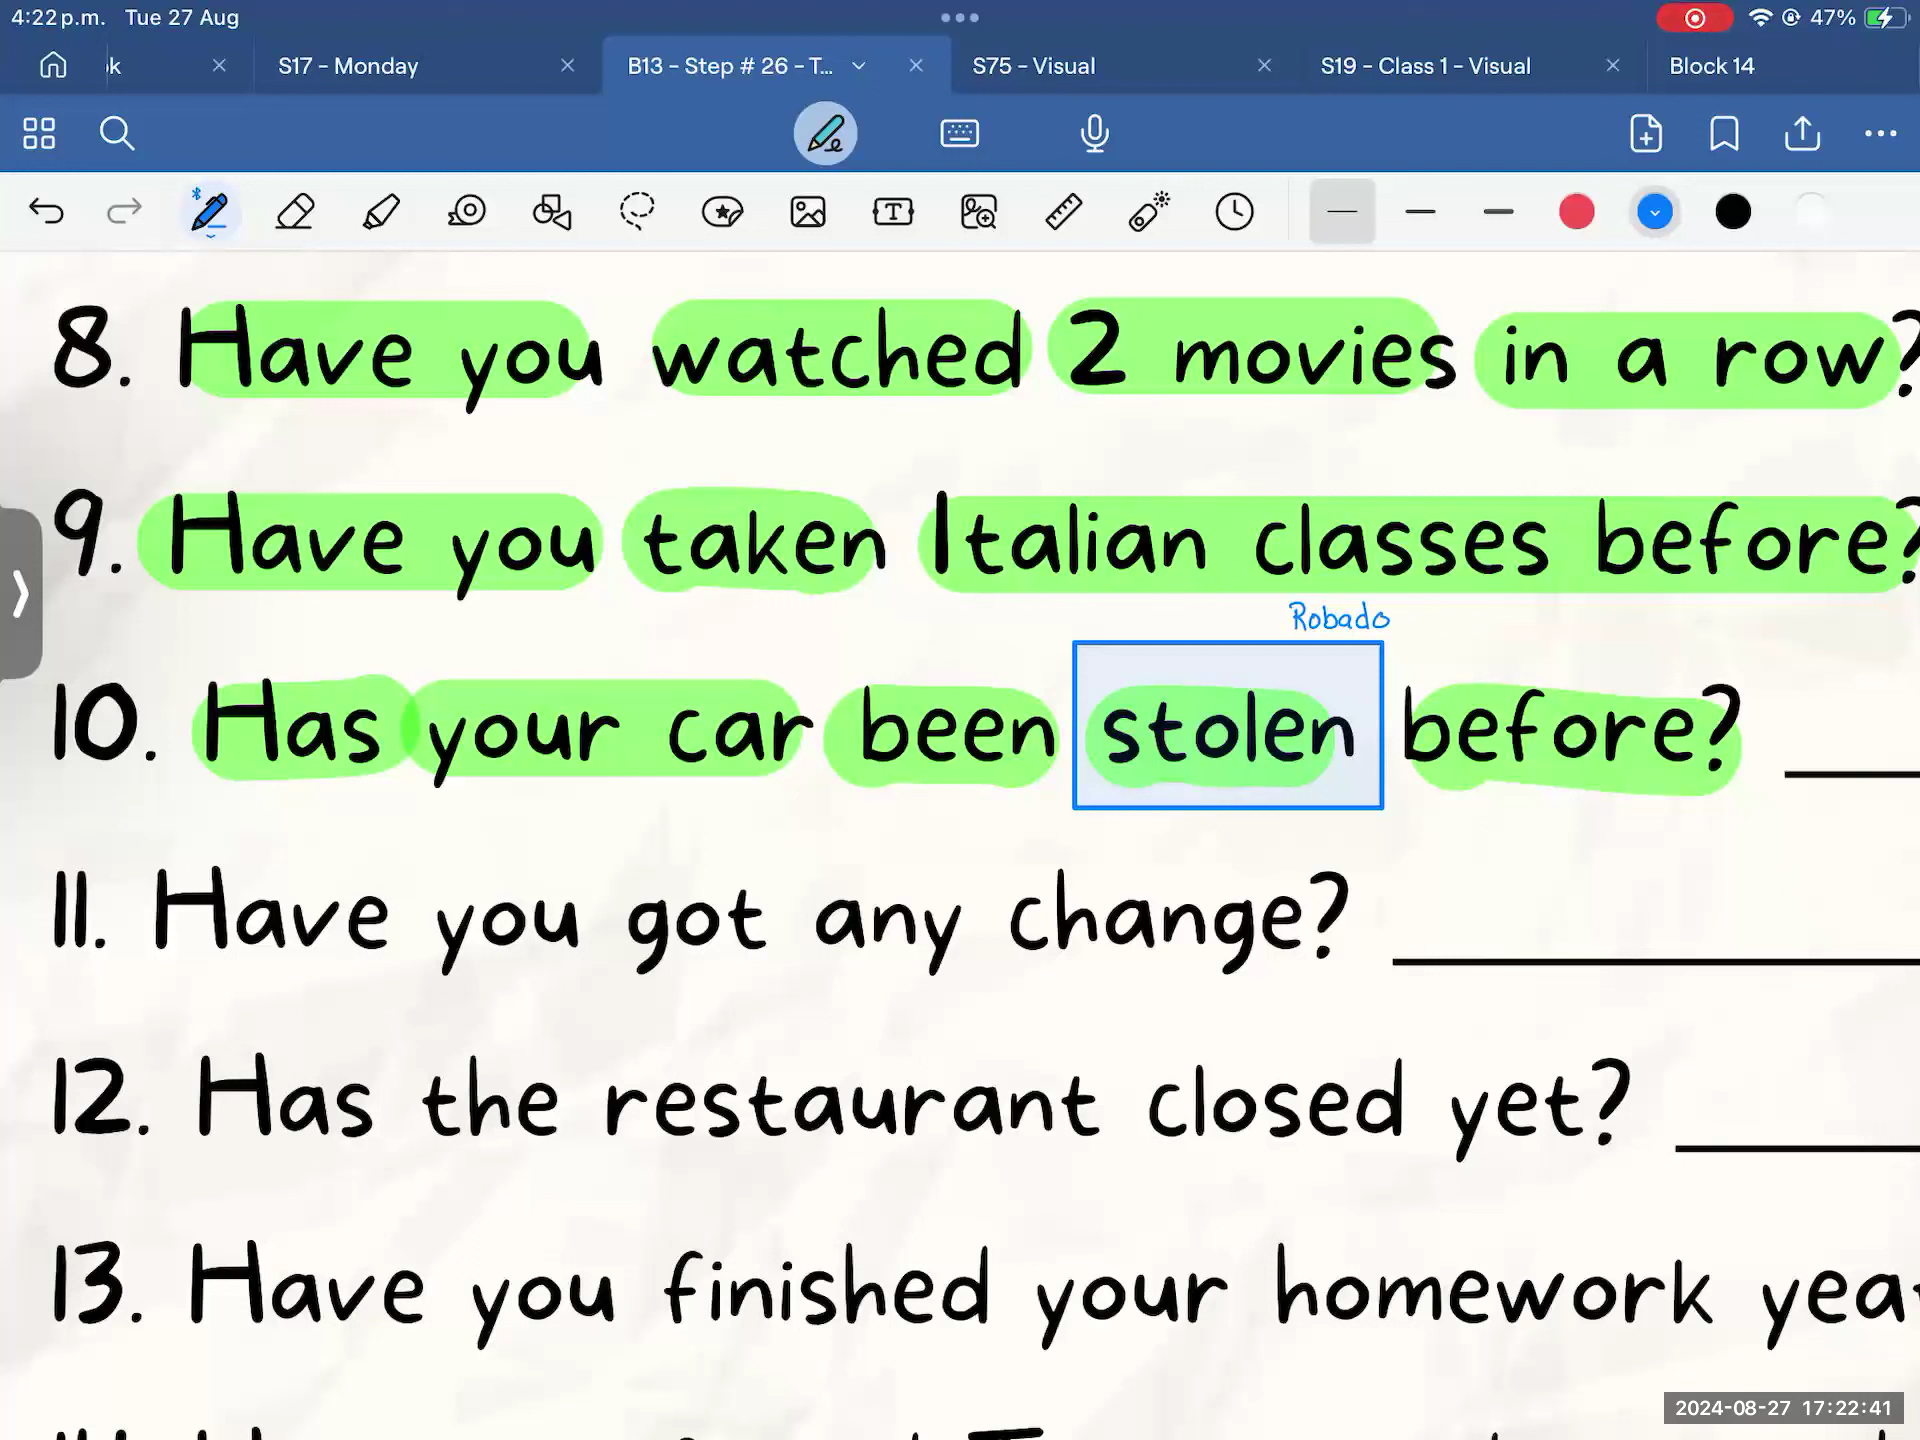 4:22 p.m. Tue 27 Aug
47%
k
S17 - Monday
B13 - Step # 26 - T...
S75 - Visual
S19 - Class 1 - Visual
Block 14
8. Have you watched 2 movies in a row?
9. Have you taken Italian classes before?
Robado
10. Has your car been stolen before?
11. Have you got any change?
12. Has the restaurant closed yet?
13. Have you finished your homework yea
2024-08-27 17:22:41